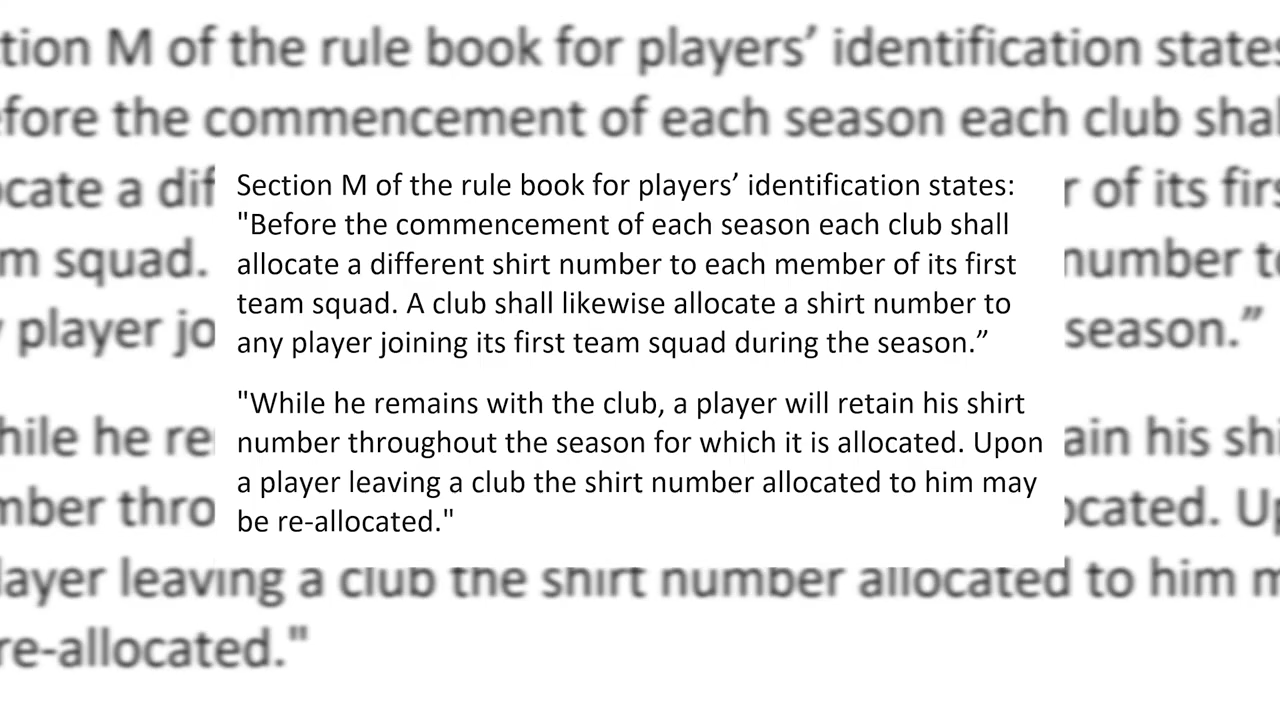 Section M of the rule book for players’ identification states:
"Before the commencement of each season each club shall
allocate a different shirt number to each member of its first
team squad. A club shall likewise allocate a shirt number to
any player joining its first team squad during the season.”
"While he remains with the club, a player will retain his shirt
number throughout the season for which it is allocated. Upon
a player leaving a club the shirt number allocated to him may
be re-allocated."